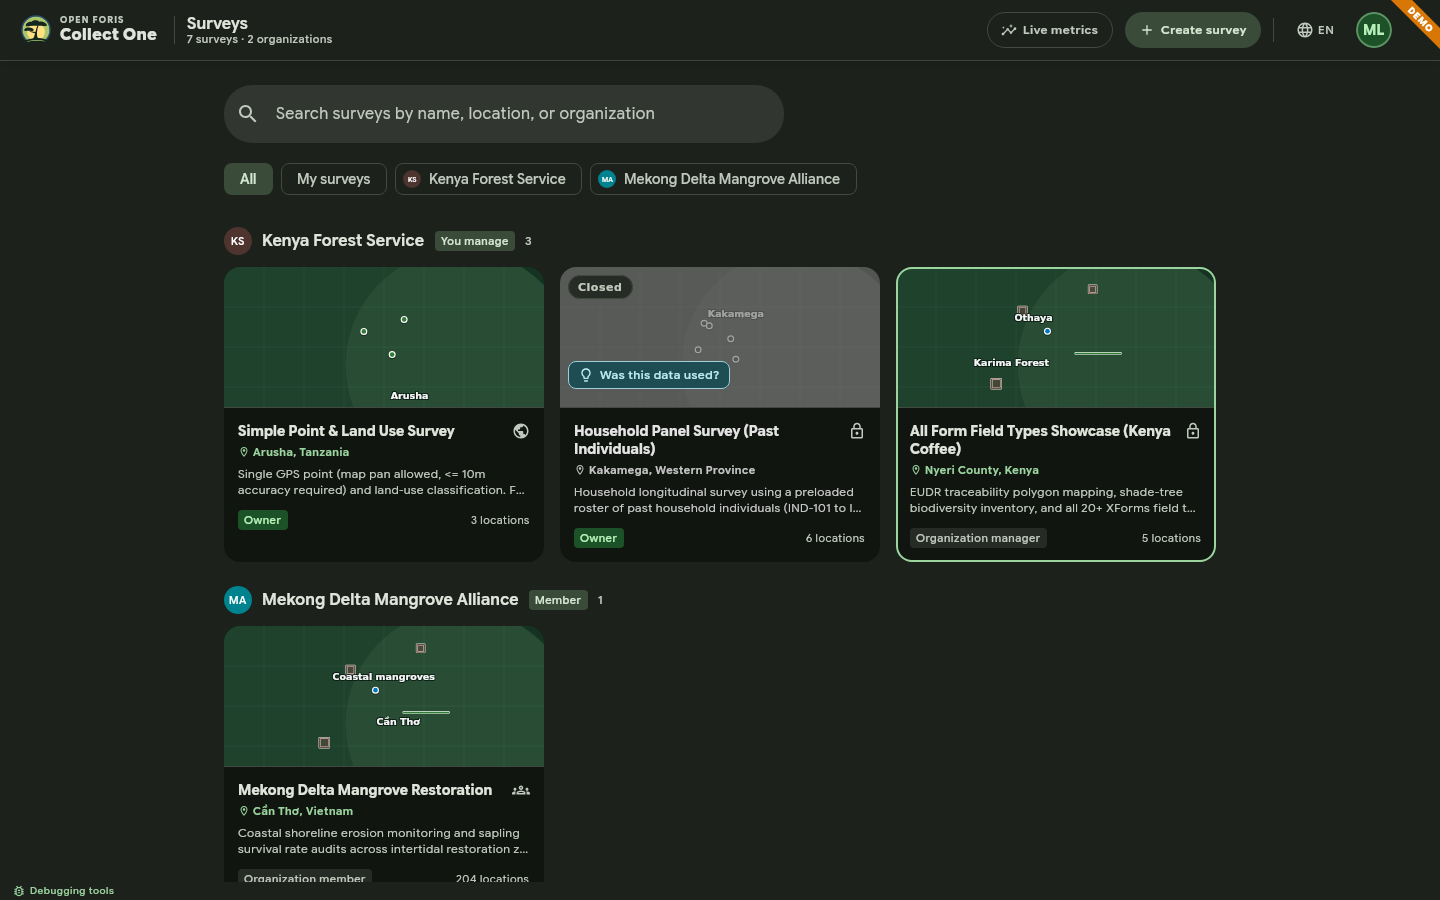 OPEN FORIS
Collect One
Surveys
7 surveys · 2 organizations
Live metrics
Create survey
EN
ML
DEMO
Search surveys by name, location, or organization
All
My surveys
KS Kenya Forest Service
MA Mekong Delta Mangrove Alliance
KS Kenya Forest Service You manage 3
Arusha
Simple Point & Land Use Survey
Arusha, Tanzania
Single GPS point (map pan allowed, <= 10m
accuracy required) and land-use classification. F...
Owner 3 locations
Closed
Kakamega
Was this data used?
Household Panel Survey (Past
Individuals)
Kakamega, Western Province
Household longitudinal survey using a preloaded
roster of past household individuals (IND-101 to I...
Owner 6 locations
Othaya
Karima Forest
All Form Field Types Showcase (Kenya
Coffee)
Nyeri County, Kenya
EUDR traceability polygon mapping, shade-tree
biodiversity inventory, and all 20+ XForms field t...
Organization manager 5 locations
MA Mekong Delta Mangrove Alliance Member 1
Coastal mangroves
Cần Thơ
Mekong Delta Mangrove Restoration
Cần Thơ, Vietnam
Coastal shoreline erosion monitoring and sapling
survival rate audits across intertidal restoration z...
Organization member 204 locations
Debugging tools